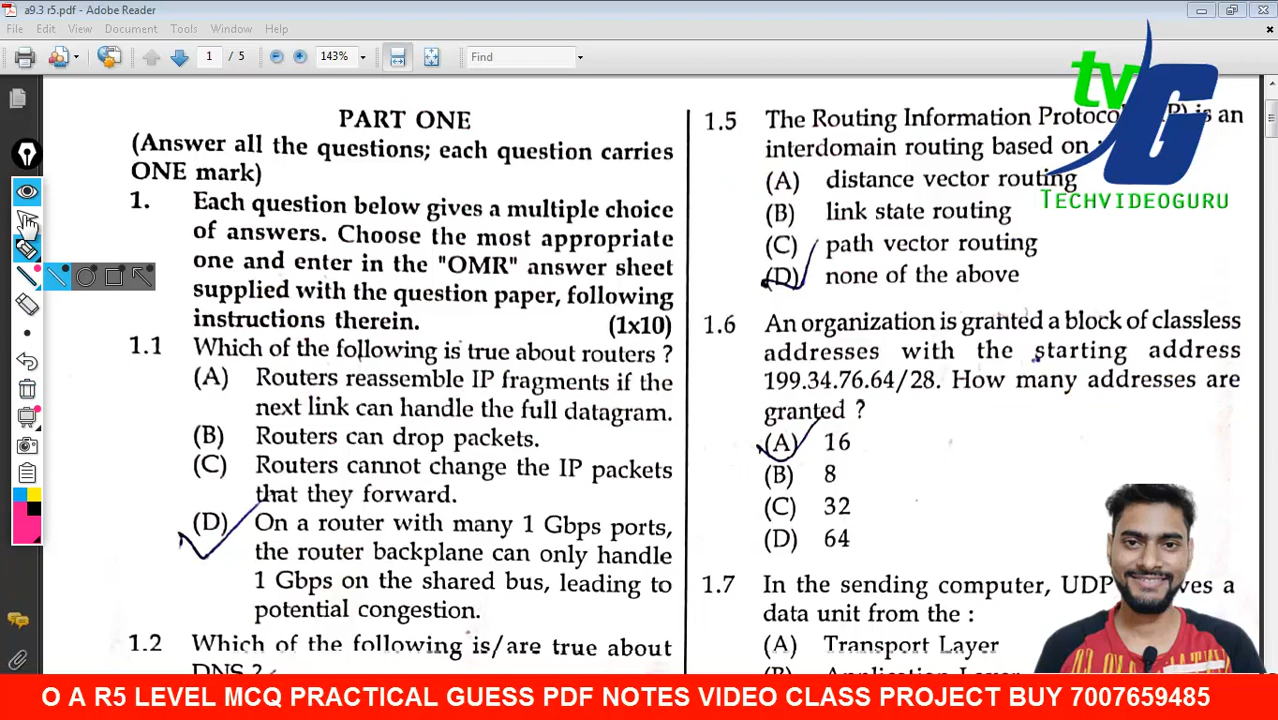 a9.3 r5.pdf - Adobe Reader
File Edit View Document Tools Window Help
1 / 5 143% Find
tv
G
TECHVIDEOGURU
PART ONE
(Answer all the questions; each question carries
ONE mark)
1. Each question below gives a multiple choice
of answers. Choose the most appropriate
one and enter in the "OMR" answer sheet
supplied with the question paper, following
instructions therein. (1x10)
1.1 Which of the following is true about routers ?
(A) Routers reassemble IP fragments if the
next link can handle the full datagram.
(B) Routers can drop packets.
(C) Routers cannot change the IP packets
that they forward.
(D) On a router with many 1 Gbps ports,
the router backplane can only handle
1 Gbps on the shared bus, leading to
potential congestion.
1.2 Which of the following is/are true about
DNS ?
1.5 The Routing Information Protocol is an
interdomain routing based on
(A) distance vector routing
(B) link state routing
(C) path vector routing
(D) none of the above
1.6 An organization is granted a block of classless
addresses with the starting address
199.34.76.64/28. How many addresses are
granted ?
(A) 16
(B) 8
(C) 32
(D) 64
1.7 In the sending computer, UDP a
data unit from the :
(A) Transport Layer
(B) Application Layer
O A R5 LEVEL MCQ PRACTICAL GUESS PDF NOTES VIDEO CLASS PROJECT BUY 7007659485